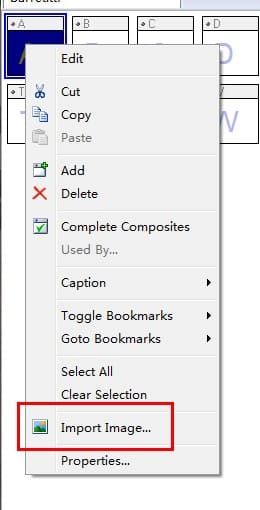 A B C D
Edit
Cut
Copy
Paste
Add
Delete
Complete Composites
Used By...
Caption
Toggle Bookmarks
Goto Bookmarks
Select All
Clear Selection
Import Image...
Properties...